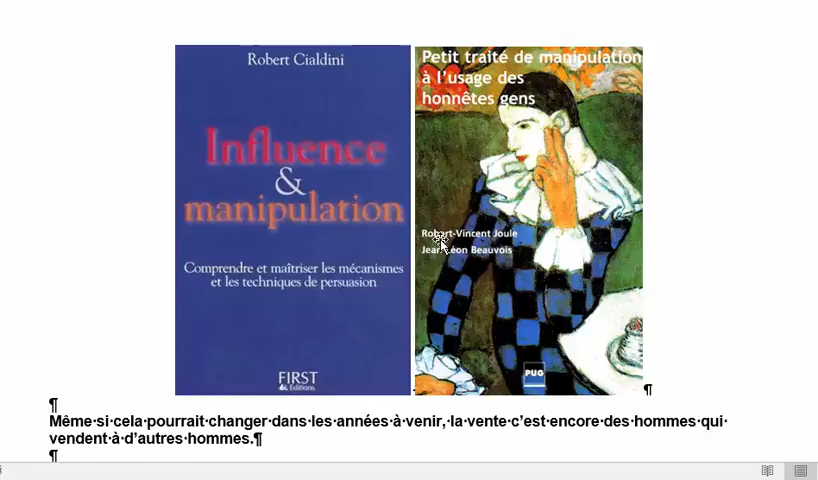 Robert Cialdini
Influence
&
manipulation
Comprendre et maîtriser les mécanismes
et les techniques de persuasion
FIRST
Editions
Petit traité de manipulation
à l'usage des
honnêtes gens
Robert-Vincent Joule
Jean-Léon Beauvois
PUG
¶
¶
Même·si·cela·pourrait·changer·dans·les·années·à·venir,·la·vente·c'est·encore·des·hommes·qui·
vendent·à·d'autres·hommes.¶
¶